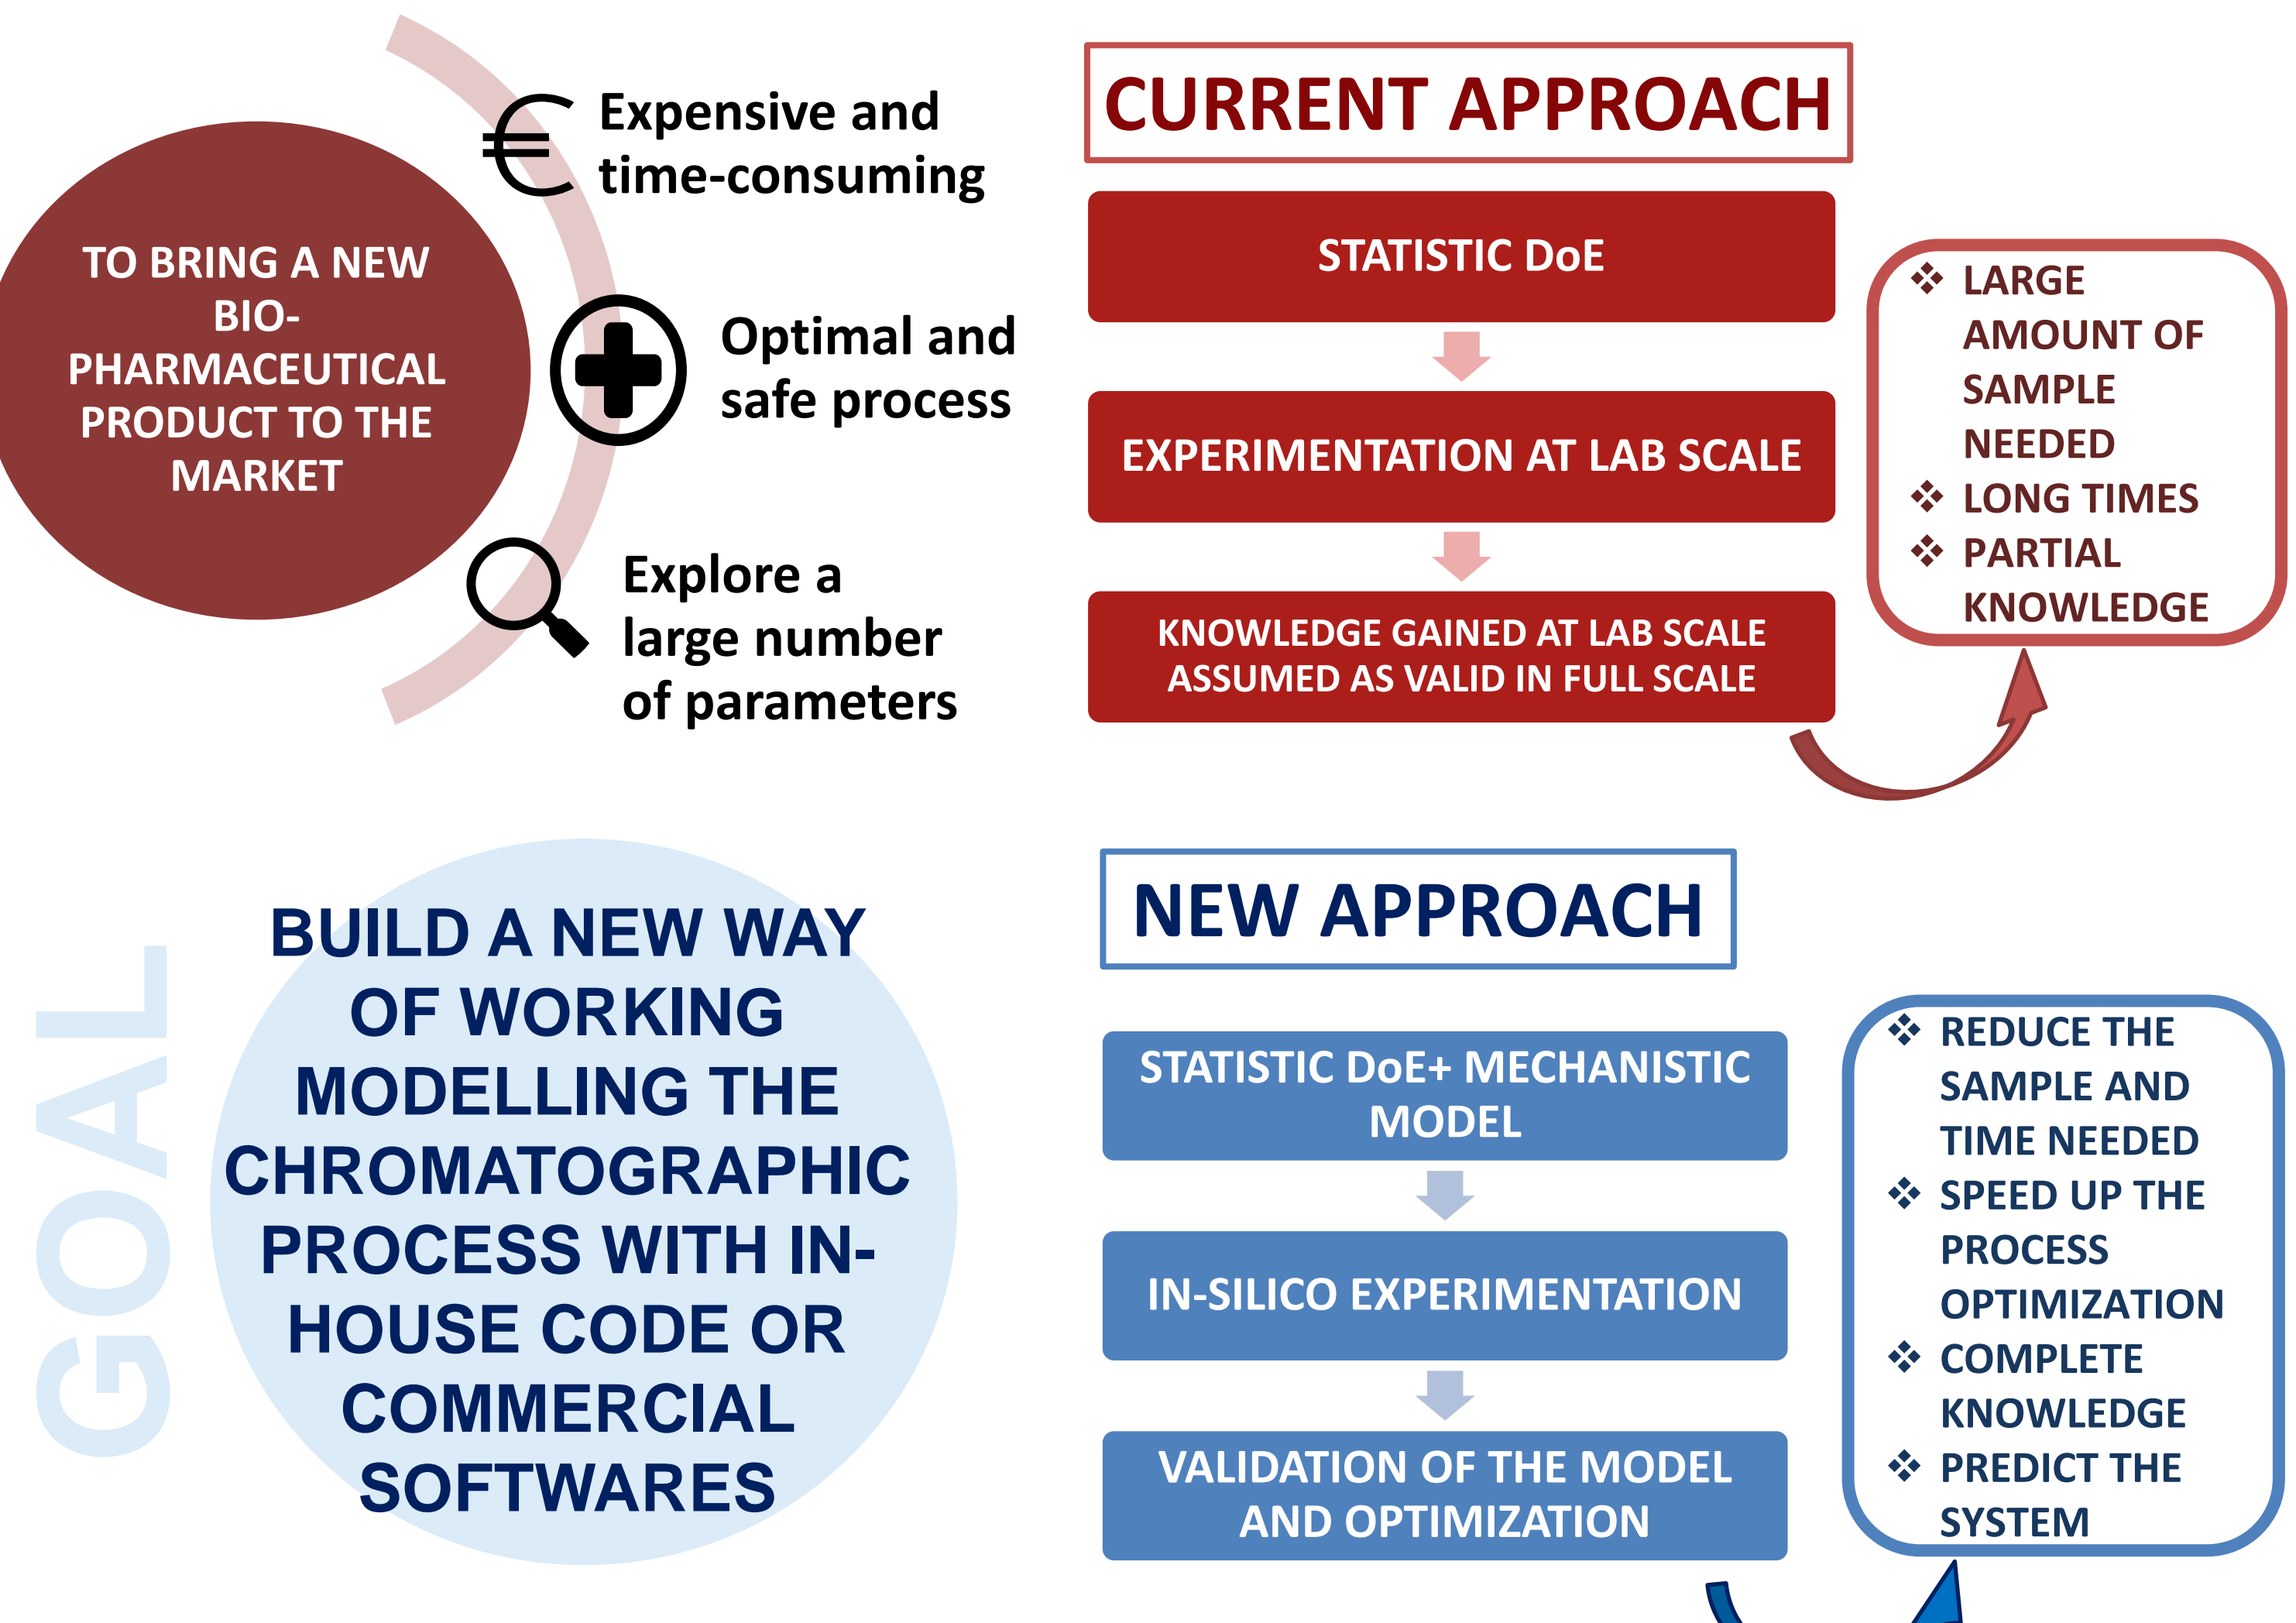 TO BRING A NEW
BIO-
PHARMACEUTICAL
PRODUCT TO THE
MARKET
€
Expensive and
time-consuming
Optimal and
safe process
Explore a
large number
of parameters
CURRENT APPROACH
STATISTIC DoE
EXPERIMENTATION AT LAB SCALE
KNOWLEDGE GAINED AT LAB SCALE
ASSUMED AS VALID IN FULL SCALE
❖ LARGE
AMOUNT OF
SAMPLE
NEEDED
❖ LONG TIMES
❖ PARTIAL
KNOWLEDGE
GOAL
BUILD A NEW WAY
OF WORKING
MODELLING THE
CHROMATOGRAPHIC
PROCESS WITH IN-
HOUSE CODE OR
COMMERCIAL
SOFTWARES
NEW APPROACH
STATISTIC DoE+ MECHANISTIC
MODEL
IN-SILICO EXPERIMENTATION
VALIDATION OF THE MODEL
AND OPTIMIZATION
❖ REDUCE THE
SAMPLE AND
TIME NEEDED
❖ SPEED UP THE
PROCESS
OPTIMIZATION
❖ COMPLETE
KNOWLEDGE
❖ PREDICT THE
SYSTEM